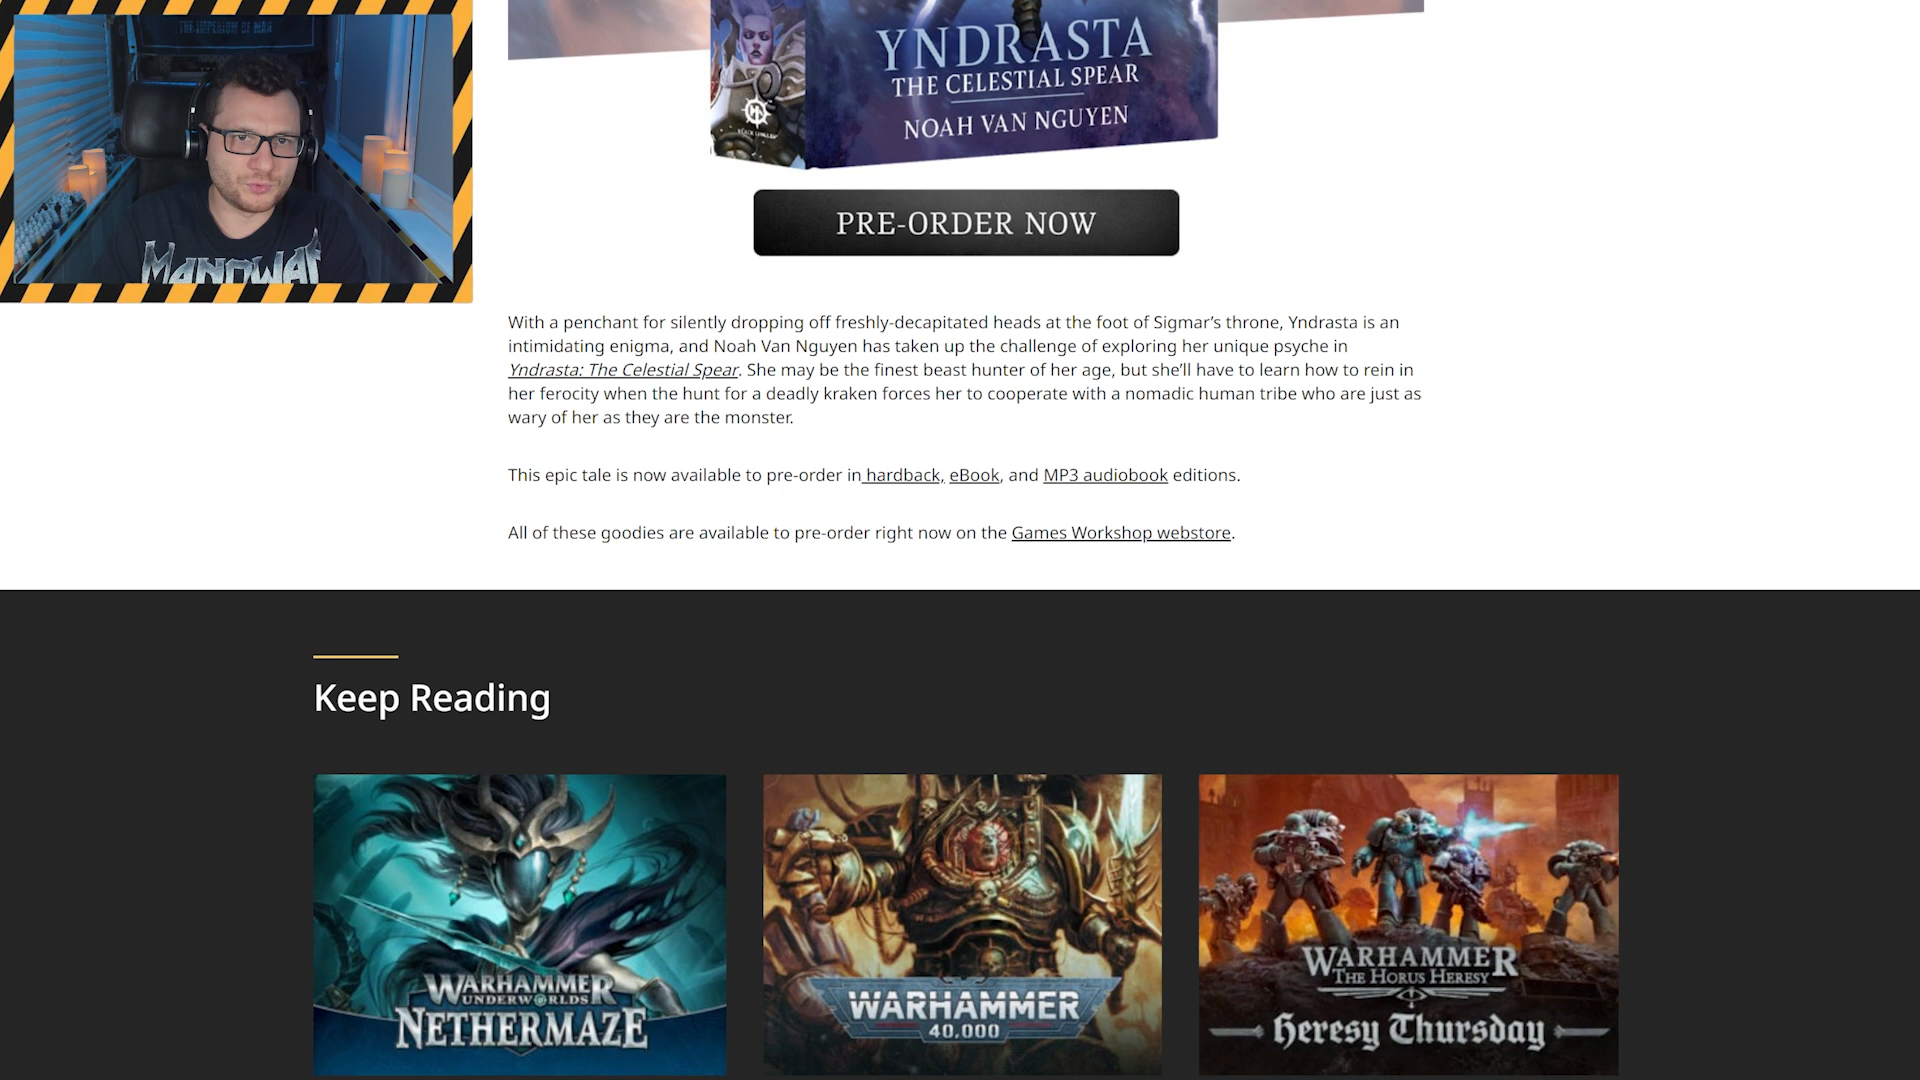 THE IMPERIUM OF MAN
MANOWAR
YNDRASTA
THE CELESTIAL SPEAR
NOAH VAN NGUYEN
BLACK LIBRARY
PRE-ORDER NOW
With a penchant for silently dropping off freshly-decapitated heads at the foot of Sigmar’s throne, Yndrasta is an
intimidating enigma, and Noah Van Nguyen has taken up the challenge of exploring her unique psyche in
Yndrasta: The Celestial Spear. She may be the finest beast hunter of her age, but she’ll have to learn how to rein in
her ferocity when the hunt for a deadly kraken forces her to cooperate with a nomadic human tribe who are just as
wary of her as they are the monster.
This epic tale is now available to pre-order in hardback, eBook, and MP3 audiobook editions.
All of these goodies are available to pre-order right now on the Games Workshop webstore.
Keep Reading
WARHAMMER
UNDERWORLDS
NETHERMAZE
WARHAMMER
40,000
WARHAMMER
THE HORUS HERESY
Heresy Thursday